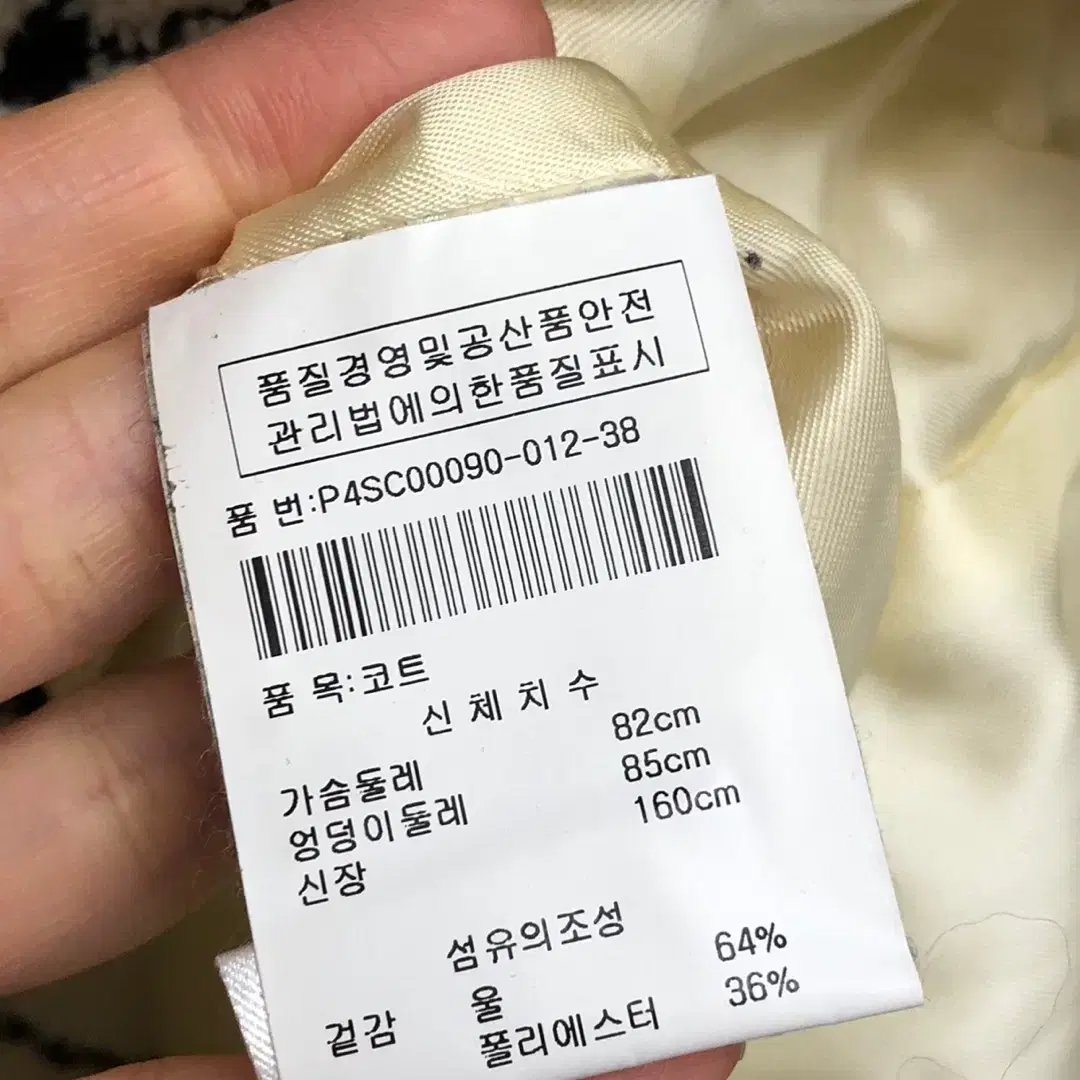 품질경영및공산품안전
관리법에의한품질표시
품 번:P4SC00090-012-38
품 목:코트
신 체 치 수
가슴둘레 82cm
엉덩이둘레 85cm
신장 160cm
섬유의조성
울 64%
겉감 폴리에스터 36%